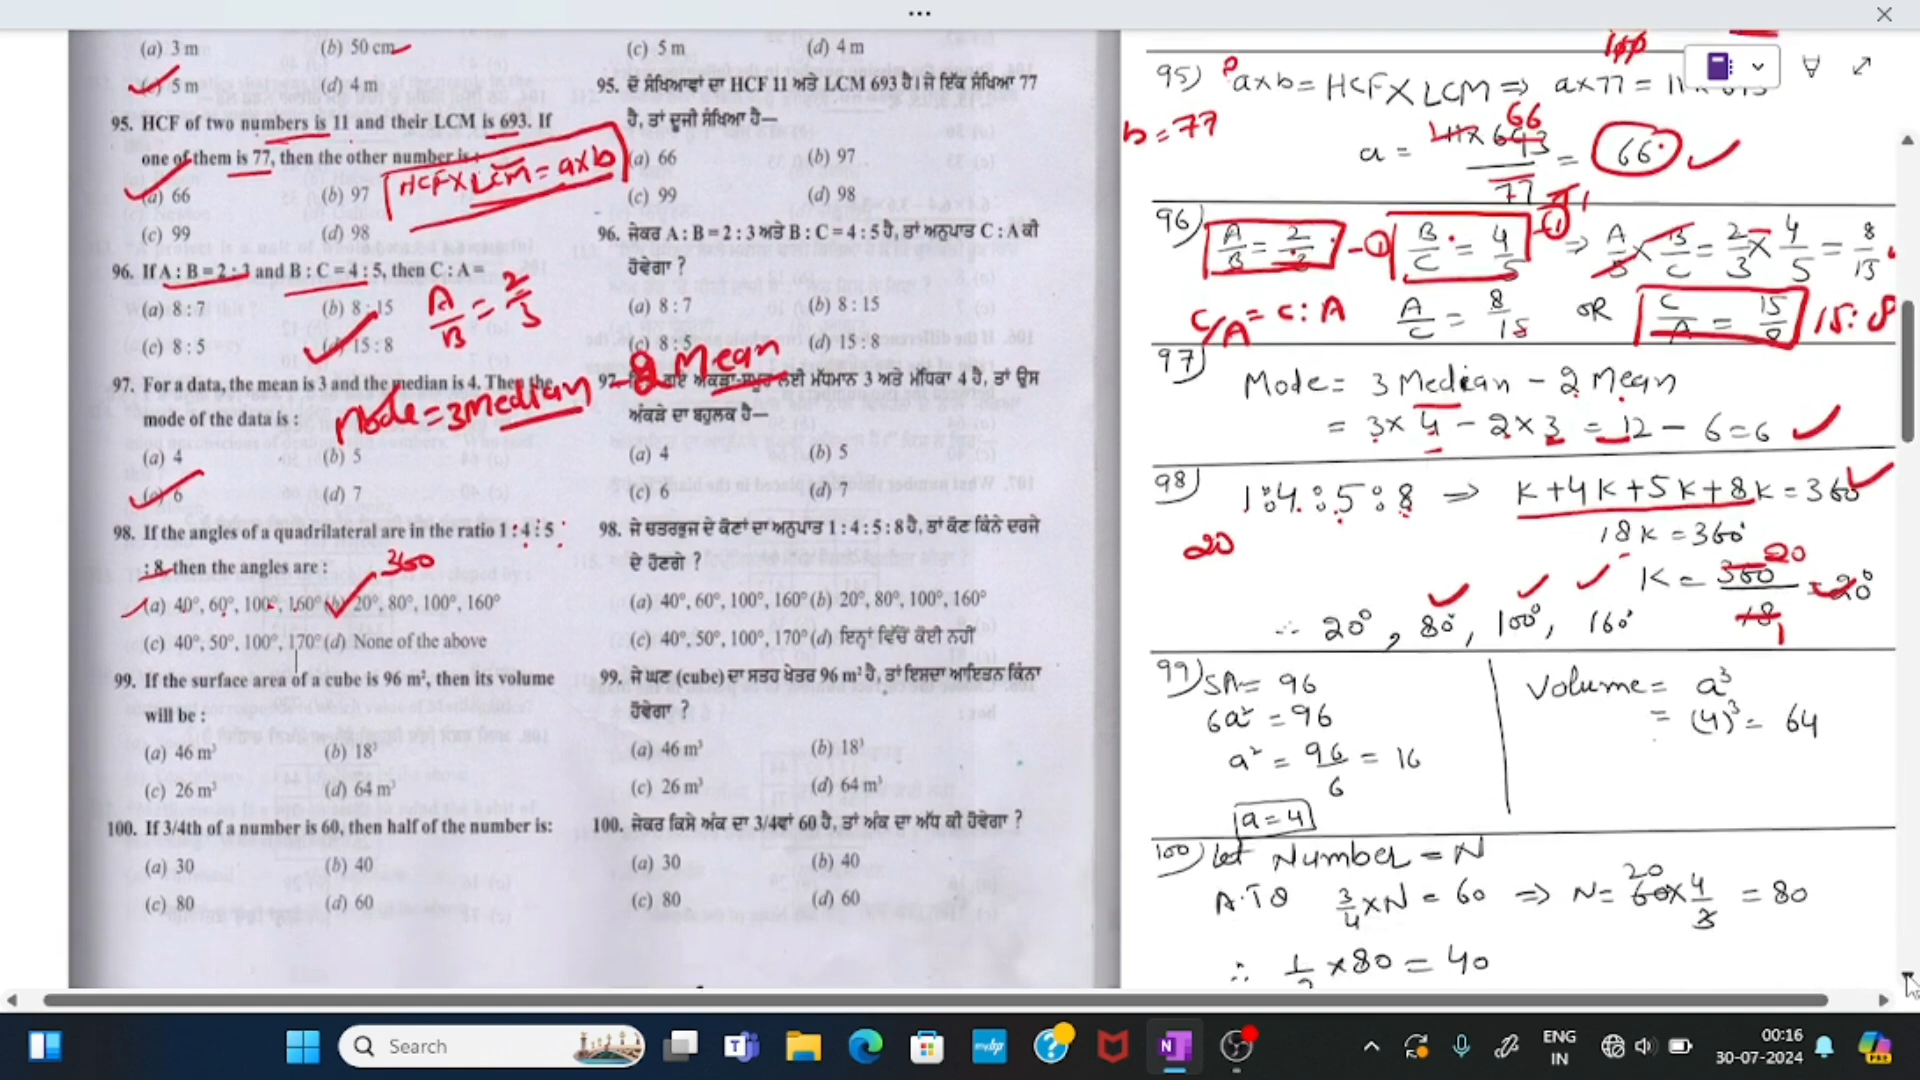 (a) 3 m (b) 50 cm
5 m (d) 4 m
95. HCF of two numbers is 11 and their LCM is 693. If
one of them is 77, then the other number is :
HCF X LCM = axb
(a) 66 (b) 97
(c) 99 (d) 98
96. If A : B = 2 : 3 and B : C = 4 : 5, then C : A =
(a) 8 : 7 (b) 8 : 15
(c) 8 : 5 15 : 8
A/B = 2/3
97. For a data, the mean is 3 and the median is 4. Then the
mode of the data is :
Mode = 3 Median - 2 Mean
(a) 4 (b) 5
6 (d) 7
98. If the angles of a quadrilateral are in the ratio 1 : 4 : 5
: 8, then the angles are :
360
(a) 40°, 60°, 100°, 160° (b) 20°, 80°, 100°, 160°
(c) 40°, 50°, 100°, 170° (d) None of the above
99. If the surface area of a cube is 96 m², then its volume
will be :
(a) 46 m³ (b) 18³
(c) 26 m³ (d) 64 m³
100. If 3/4th of a number is 60, then half of the number is:
(a) 30 (b) 40
(c) 80 (d) 60
(c) 5 m (d) 4 m
95. ਦੋ ਸੰਖਿਆਵਾਂ ਦਾ HCF 11 ਅਤੇ LCM 693 ਹੈ। ਜੇ ਇੱਕ ਸੰਖਿਆ 77
ਹੈ, ਤਾਂ ਦੂਜੀ ਸੰਖਿਆ ਹੈ—
(a) 66 (b) 97
(c) 99 (d) 98
96. ਜੇਕਰ A : B = 2 : 3 ਅਤੇ B : C = 4 : 5 ਹੈ, ਤਾਂ ਅਨੁਪਾਤ C : A ਕੀ
ਹੋਵੇਗਾ ?
(a) 8 : 7 (b) 8 : 15
(c) 8 : 5 (d) 15 : 8
97. ਲਈ ਮੱਧਮਾਨ 3 ਅਤੇ ਮੱਧਿਕਾ 4 ਹੈ, ਤਾਂ ਉਸ
ਅੰਕੜੇ ਦਾ ਬਹੁਲਕ ਹੈ—
(a) 4 (b) 5
(c) 6 (d) 7
98. ਜੇ ਚਤਰਭੁਜ ਦੇ ਕੋਣਾਂ ਦਾ ਅਨੁਪਾਤ 1 : 4 : 5 : 8 ਹੈ, ਤਾਂ ਕੋਣ ਕਿੰਨੇ ਦਰਜੇ
ਦੇ ਹੋਣਗੇ ?
(a) 40°, 60°, 100°, 160° (b) 20°, 80°, 100°, 160°
(c) 40°, 50°, 100°, 170° (d) ਇਨ੍ਹਾਂ ਵਿੱਚੋਂ ਕੋਈ ਨਹੀਂ
99. ਜੇ ਘਣ (cube) ਦਾ ਸਤਹ ਖੇਤਰ 96 m² ਹੈ, ਤਾਂ ਇਸਦਾ ਆਇਤਨ ਕਿੰਨਾ
ਹੋਵੇਗਾ ?
(a) 46 m³ (b) 18³
(c) 26 m³ (d) 64 m³
100. ਜੇਕਰ ਕਿਸੇ ਅੰਕ ਦਾ 3/4ਵਾਂ 60 ਹੈ, ਤਾਂ ਅੰਕ ਦਾ ਅੱਧ ਕੀ ਹੋਵੇਗਾ ?
(a) 30 (b) 40
(c) 80 (d) 60
95) axb = HCF X LCM ⇒ ax77 =
b = 77
66
a = = 66
77
96) A/B = 2/3 -① B/C = 4/5 ⇒ A/B x B/C = 2/3 x 4/5 = 8/15
C/A = C : A A/C = 8/15 OR C/A = 15/8 15 : 8
97) Mode = 3 Median - 2 Mean
= 3 x 4 - 2 x 3 = 12 - 6 = 6
98) 1 : 4 : 5 : 8 ⇒ K + 4K + 5K + 8K = 360°
20 18K = 360°
K = 360/18 = 20°
20
1
∴ 20°, 80°, 100°, 160°
99) SA = 96
6a² = 96
a² = 96/6 = 16
a = 4
Volume = a³
= (4)³ = 64
100) Let Number = N
A.T.Q 3/4 x N = 60 ⇒ N = 60 x 4/3 = 80
20
∴ 1/2 x 80 = 40
Search
ENG
IN
00:16
30-07-2024